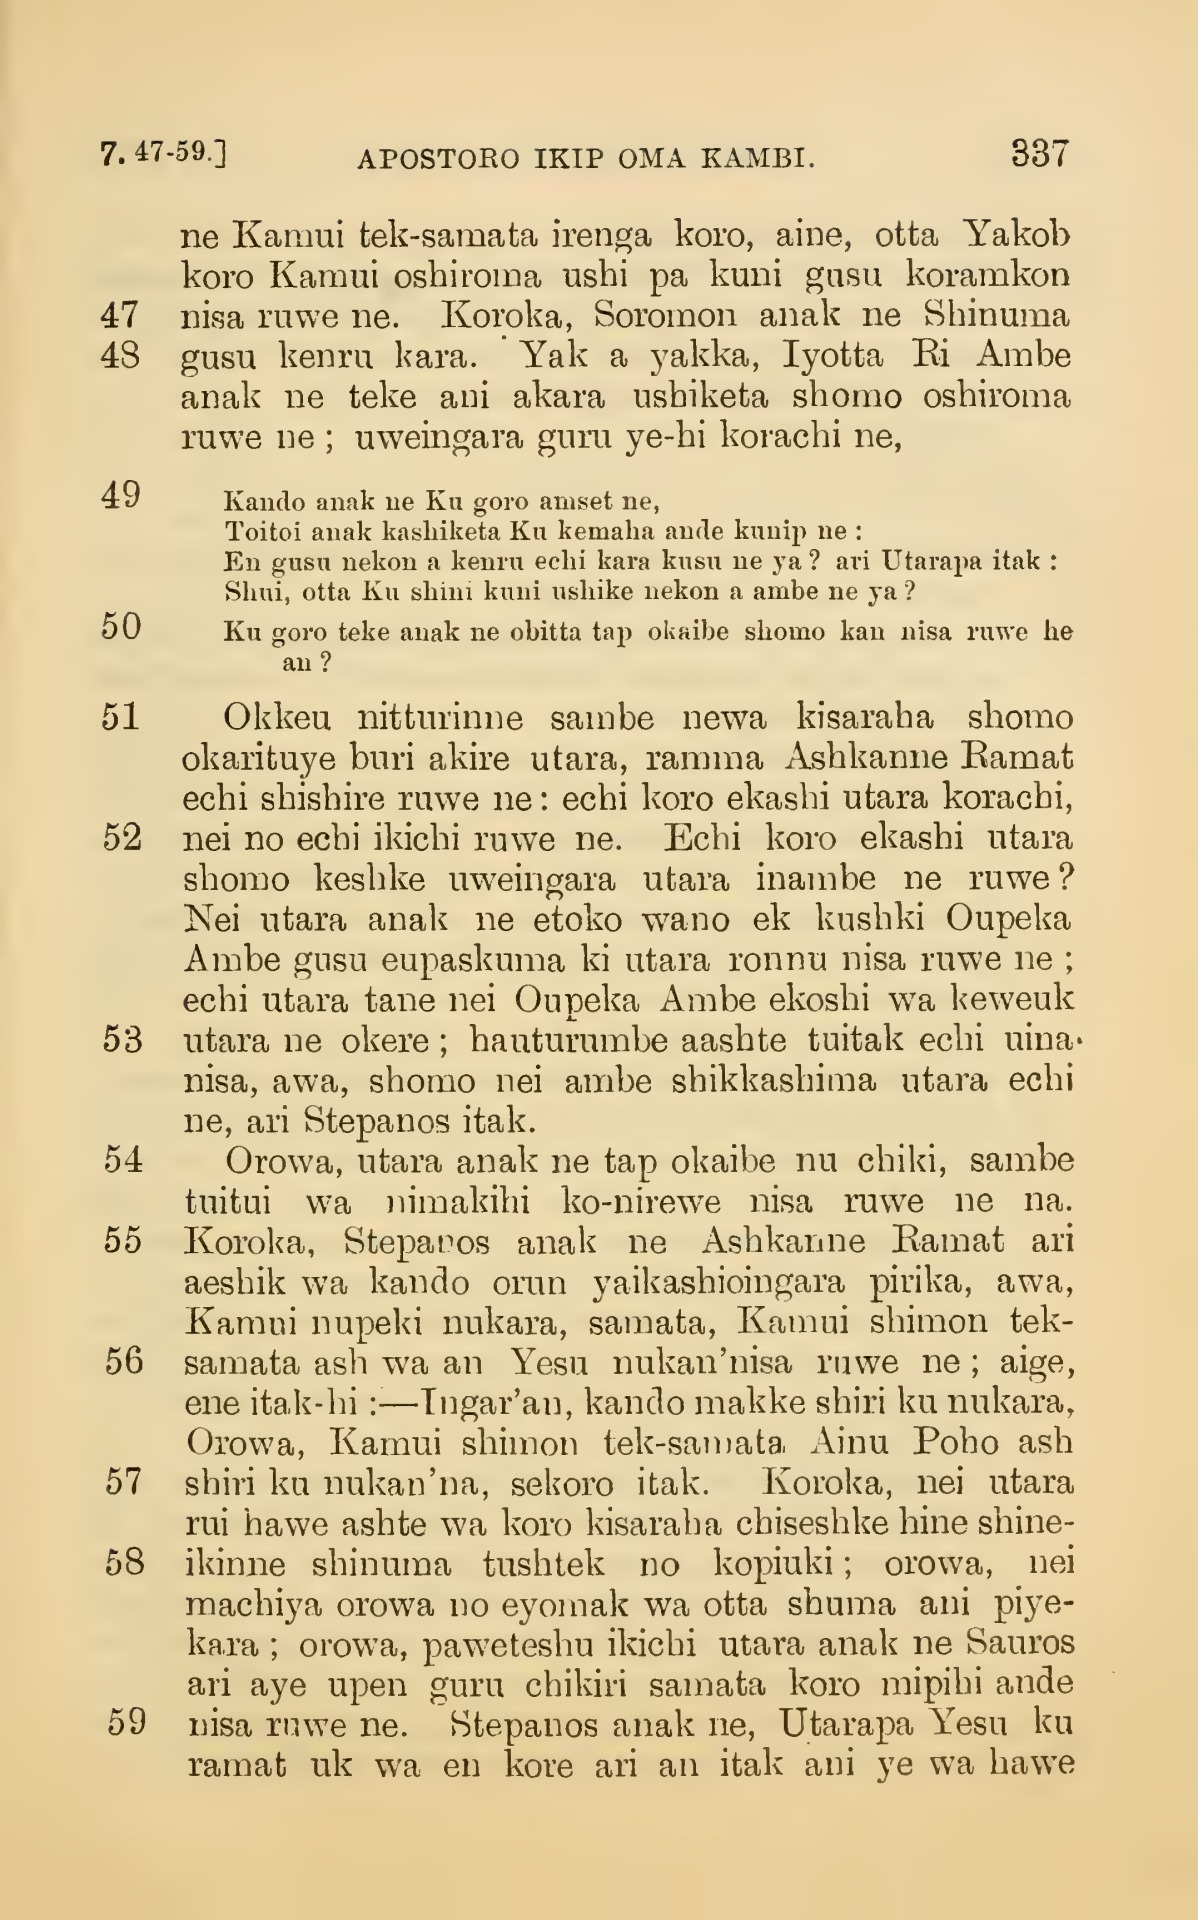 7. 47-59.] APOSTORO IKIP OMA KAMBI. 337
ne Kamui tek-samata irenga koro, aine, otta Yakob
koro Kamui oshiroma ushi pa kuni gusu koramkon
47 nisa ruwe ne. Koroka, Soromon anak ne Shinuma
48 gusu kenru kara. Yak a yakka, Iyotta Ri Ambe
anak ne teke ani akara ushiketa shomo oshiroma
ruwe ne ; uweingara guru ye-hi korachi ne,
49 Kando anak ne Ku goro amset ne,
Toitoi anak kashiketa Ku kemaha ande kunip ne :
En gusu nekon a kenru echi kara kusu ne ya ? ari Utarapa itak :
Shui, otta Ku shini kuni ushike nekon a ambe ne ya ?
50 Ku goro teke anak ne obitta tap okaibe shomo kan nisa ruwe he
an ?
51 Okkeu nitturinne sambe newa kisaraha shomo
okarituye buri akire utara, ramma Ashkanne Ramat
echi shishire ruwe ne : echi koro ekashi utara korachi,
52 nei no echi ikichi ruwe ne. Echi koro ekashi utara
shomo keshke uweingara utara inambe ne ruwe ?
Nei utara anak ne etoko wano ek kushki Oupeka
Ambe gusu eupaskuma ki utara ronnu nisa ruwe ne ;
echi utara tane nei Oupeka Ambe ekoshi wa keweuk
53 utara ne okere ; hauturumbe aashte tuitak echi uina
nisa, awa, shomo nei ambe shikkashima utara echi
ne, ari Stepanos itak.
54 Orowa, utara anak ne tap okaibe nu chiki, sambe
tuitui wa nimakihi ko-nirewe nisa ruwe ne na.
55 Koroka, Stepanos anak ne Ashkanne Ramat ari
aeshik wa kando orun yaikashioingara pirika, awa,
Kamui nupeki nukara, samata, Kamui shimon tek-
56 samata ash wa an Yesu nukan'nisa ruwe ne ; aige,
ene itak-hi :—Ingar'an, kando makke shiri ku nukara,
Orowa, Kamui shimon tek-samata Ainu Poho ash
57 shiri ku nukan'na, sekoro itak. Koroka, nei utara
rui hawe ashte wa koro kisaraha chiseshke hine shine-
58 ikinne shinuma tushtek no kopiuki ; orowa, nei
machiya orowa no eyomak wa otta shuma ani piye-
kara ; orowa, paweteshu ikichi utara anak ne Sauros
ari aye upen guru chikiri samata koro mipihi ande
59 nisa ruwe ne. Stepanos anak ne, Utarapa Yesu ku
ramat uk wa en kore ari an itak ani ye wa hawe